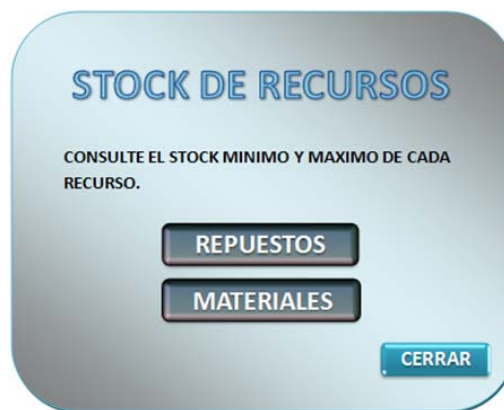 STOCK DE RECURSOS
CONSULTE EL STOCK MINIMO Y MAXIMO DE CADA
RECURSO.
REPUESTOS
MATERIALES
CERRAR